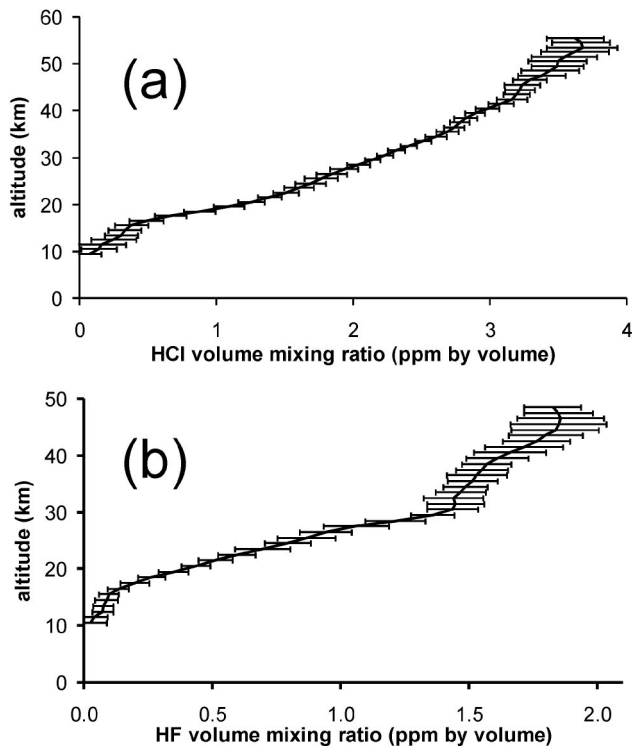 60
50
(a)
40
altitude (km)
30
20
10
0
0 1 2 3 4
HCl volume mixing ratio (ppm by volume)
50
(b)
40
altitude (km)
30
20
10
0
0.0 0.5 1.0 1.5 2.0
HF volume mixing ratio (ppm by volume)